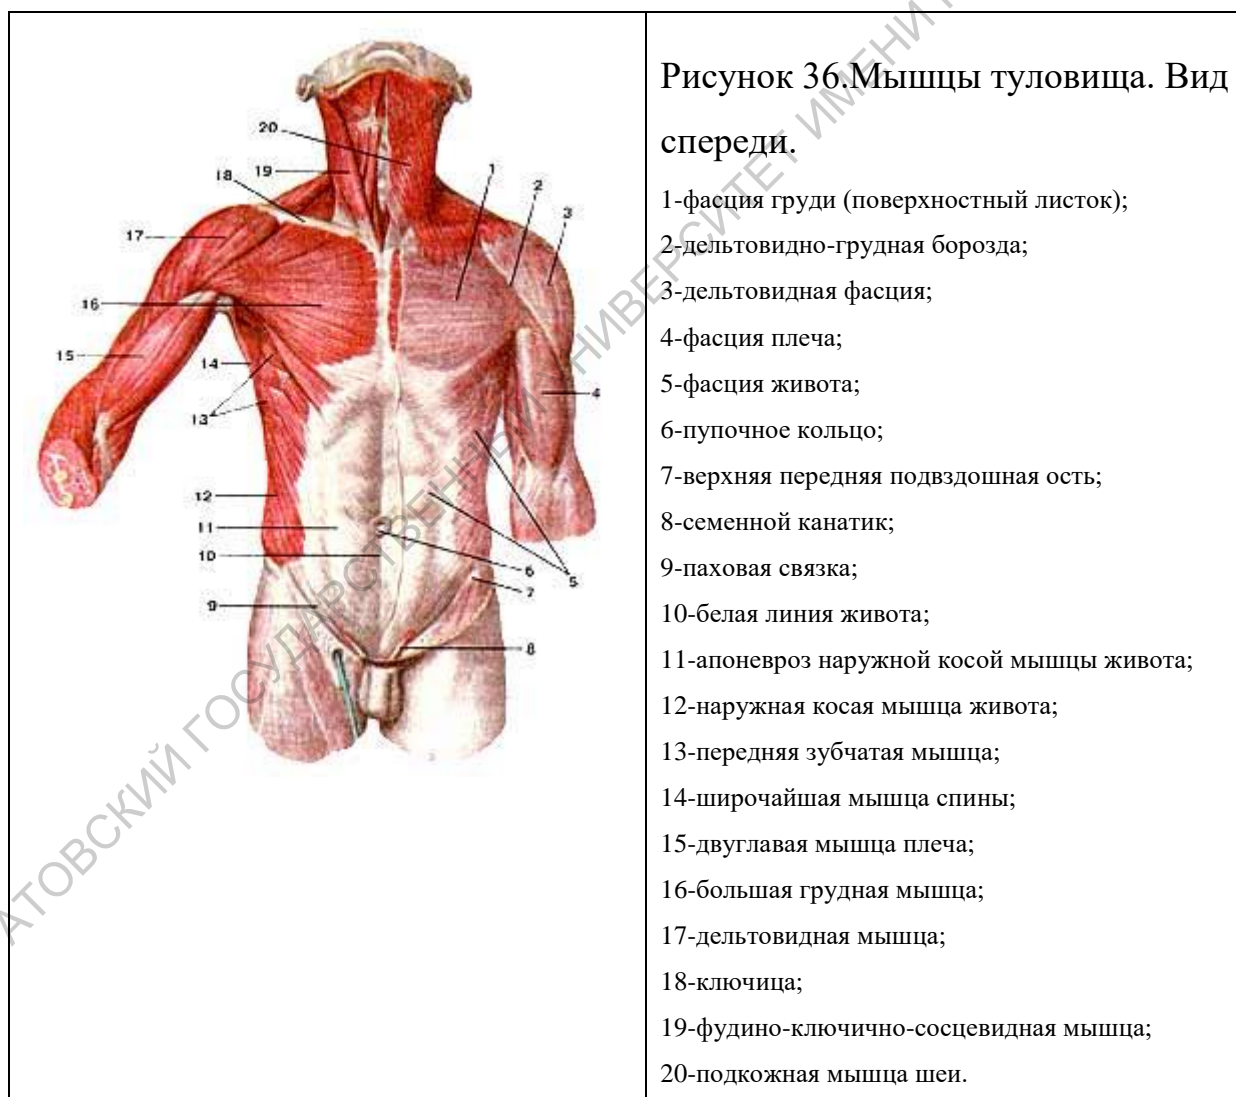 Рисунок 36.Мышцы туловища. Вид
спереди.
1-фасция груди (поверхностный листок);
2-дельтовидно-грудная борозда;
3-дельтовидная фасция;
4-фасция плеча;
5-фасция живота;
6-пупочное кольцо;
7-верхняя передняя подвздошная ость;
8-семенной канатик;
9-паховая связка;
10-белая линия живота;
11-апоневроз наружной косой мышцы живота;
12-наружная косая мышца живота;
13-передняя зубчатая мышца;
14-широчайшая мышца спины;
15-двуглавая мышца плеча;
16-большая грудная мышца;
17-дельтовидная мышца;
18-ключица;
19-фудино-ключично-сосцевидная мышца;
20-подкожная мышца шеи.
20
19
18
1
2
3
17
16
15
14
13
4
12
11
10
6
5
7
9
8
АТОВСКИЙ ГОСУДАРСТВЕННЫЙ УНИВЕРСИТЕТ ИМЕНИ